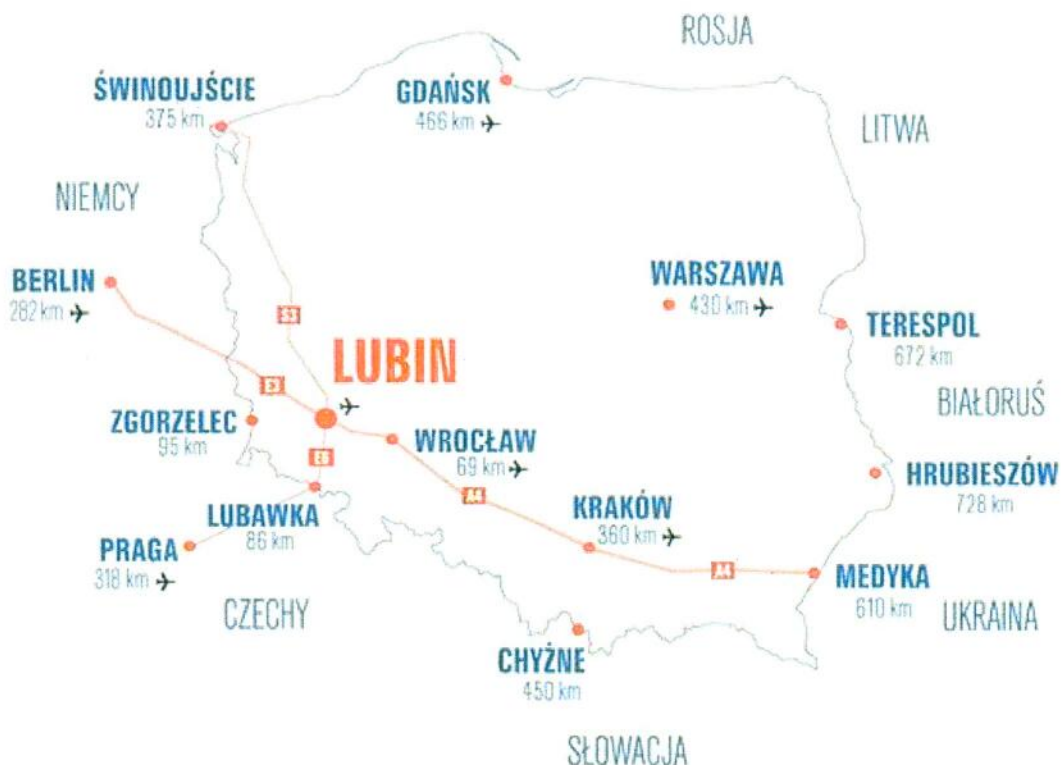 ROSJA
ŚWINOUJŚCIE
375 km
GDAŃSK
466 km
LITWA
NIEMCY
BERLIN
282 km
WARSZAWA
430 km
S3
TERESPOL
672 km
LUBIN
E3
BIAŁORUŚ
ZGORZELEC
95 km
WROCŁAW
69 km
E6
HRUBIESZÓW
728 km
A4
KRAKÓW
360 km
LUBAWKA
86 km
PRAGA
318 km
A4
MEDYKA
610 km
CZECHY
UKRAINA
CHYŻNE
450 km
SŁOWACJA